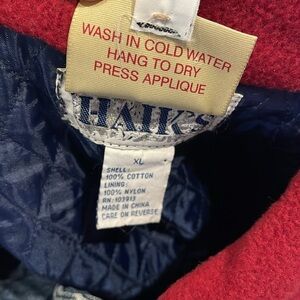 WASH IN COLD WATER
HANG TO DRY
PRESS APPLIQUE
XL
SHELL:
100% COTTON
LINING:
100% NYLON
RN: 103913
MADE IN CHINA
CARE ON REVERSE